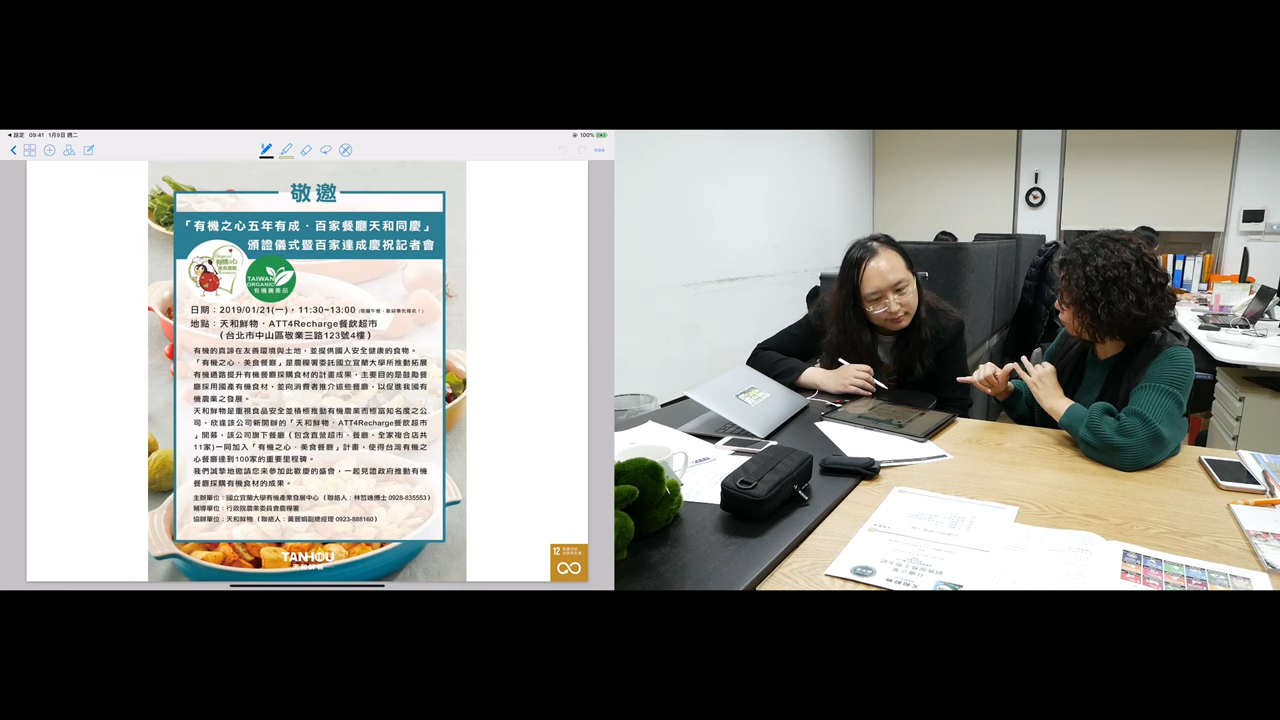 設定 09:41 1月9日 週二
100%
敬邀
「有機之心五年有成．百家餐廳天和同慶」
頒證儀式暨百家達成慶祝記者會
有機之心
美食餐廳
TAIWAN
ORGANIC
有機農產品
日期：2019/01/21(一)，11:30~13:00
地點：天和鮮物．ATT4Recharge餐飲超市
（台北市中山區敬業三路123號4樓）
有機的真諦在友善環境與土地，並提供國人安全健康的食物。
「有機之心．美食餐廳」是農糧署委託國立宜蘭大學所推動拓展
有機通路提升有機餐廳採購食材的計畫成果，主要目的是鼓勵餐
廳採用國產有機食材，並向消費者推介這些餐廳，以促進我國有
機農業之發展。
天和鮮物是重視食品安全並積極推動有機農業而極富知名度之公
司，欣逢該公司新開辦的「天和鮮物．ATT4Recharge餐飲超市
」開幕，該公司旗下餐廳（包含直營超市、餐廳、全家複合店共
11家)一同加入「有機之心．美食餐廳」計畫，使得台灣有機之
心餐廳達到100家的重要里程碑。
我們誠摯地邀請您來參加此歡慶的盛會，一起見證政府推動有機
餐廳採購有機食材的成果。
主辦單位：國立宜蘭大學有機產業發展中心（聯絡人：林哲逸博士 0928-835553）
輔導單位：行政院農業委員會農糧署
協辦單位：天和鮮物（聯絡人：黃麗娟副總經理 0923-888160）
TANHOU
天和鮮物
12